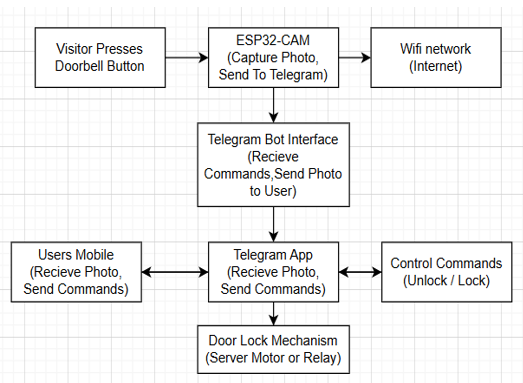 Visitor Presses
Doorbell Button
ESP32-CAM
(Capture Photo,
Send To Telegram)
Wifi network
(Internet)
Telegram Bot Interface
(Recieve
Commands,Send Photo
to User)
Users Mobile
(Recieve Photo,
Send Commands)
Telegram App
(Recieve Photo,
Send Commands)
Control Commands
(Unlock / Lock)
Door Lock Mechanism
(Server Motor or Relay)